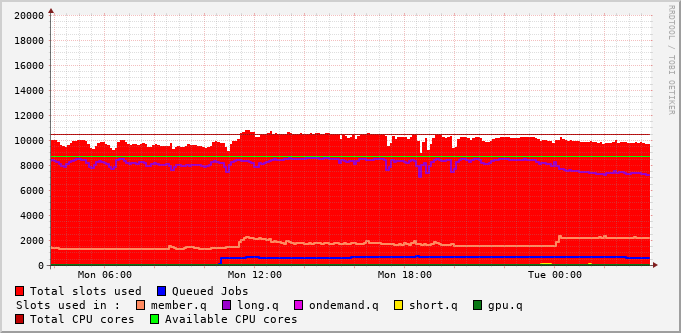 20000
18000
16000
14000
12000
10000
8000
6000
4000
2000
0
Mon 06:00 Mon 12:00 Mon 18:00 Tue 00:00
RRDTOOL / TOBI OETIKER
Total slots used Queued Jobs
Slots used in : member.q long.q ondemand.q short.q gpu.q
Total CPU cores Available CPU cores